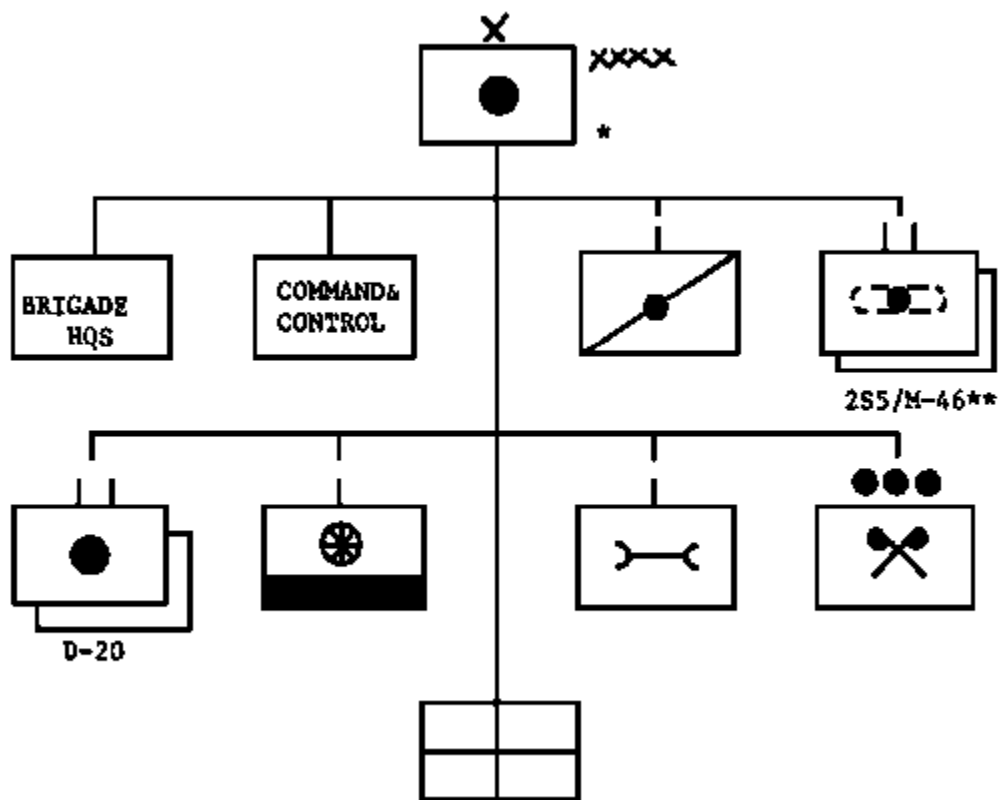 X
XXXX
*
BRIGADE
HQS
COMMAND&
CONTROL
2S5/M-46**
D-20